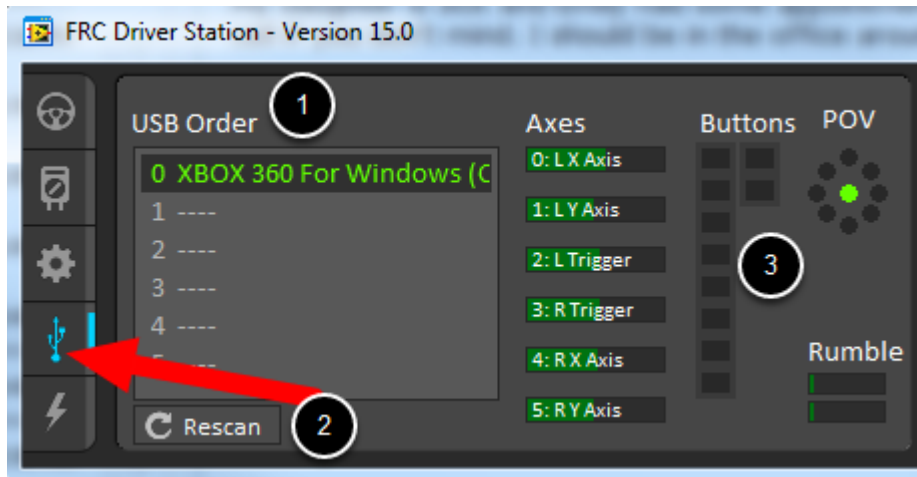 FRC Driver Station - Version 15.0
1
USB Order
Axes
Buttons
POV
0 XBOX 360 For Windows (C
0: L X Axis
1 ----
1: L Y Axis
2 ----
2: L Trigger
3
3 ----
3: R Trigger
4 ----
Rumble
4: R X Axis
5: R Y Axis
Rescan
2